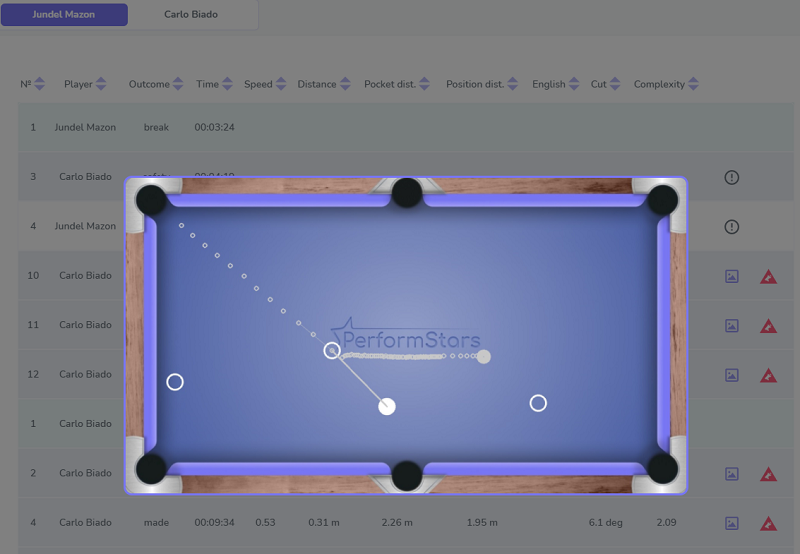 Jundel Mazon Carlo Biado
Nº Player Outcome Time Speed Distance Pocket dist. Position dist. English Cut Complexity
1 Jundel Mazon break 00:03:24
3 Carlo Biado safety 00:04:19
4 Jundel Mazon
10 Carlo Biado
11 Carlo Biado
12 Carlo Biado
1 Carlo Biado
2 Carlo Biado
4 Carlo Biado made 00:09:34 0.53 0.31 m 2.26 m 1.95 m 6.1 deg 2.09
PerformStars